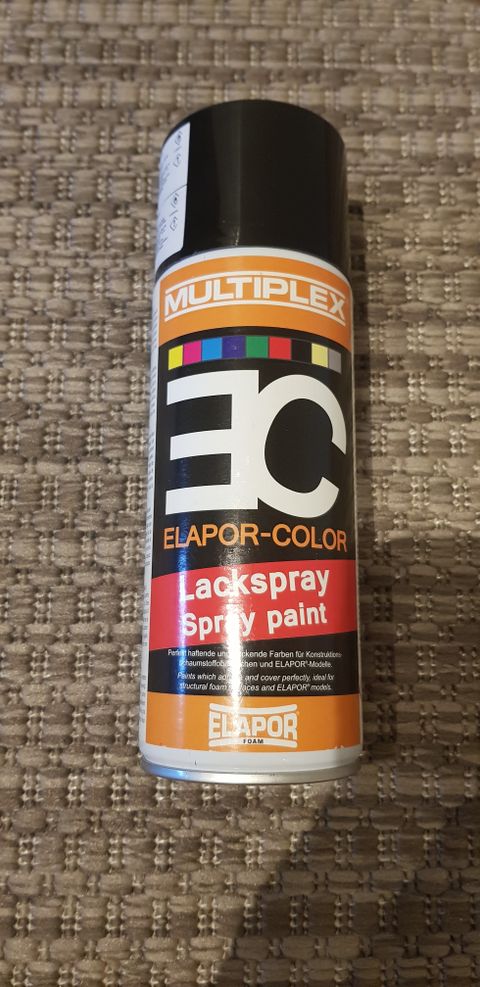 MULTIPLEX
EC
ELAPOR-COLOR
Lackspray
Spray paint
Perfekt haftende und deckende Farben für Konstruktions-
schaumstoffoberflächen und ELAPOR®-Modelle.
Paints which adhere and cover perfectly, ideal for
structural foam surfaces and ELAPOR® models.
ELAPOR
FOAM